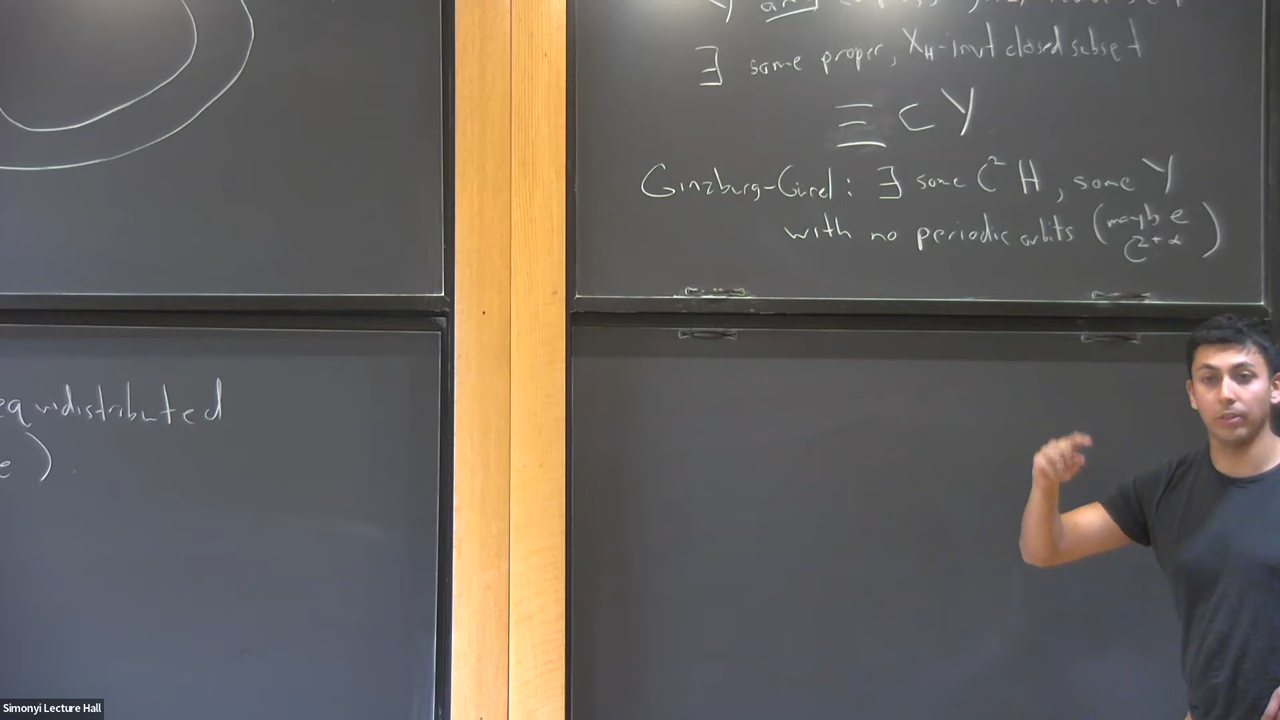 equidistributed
e ) .
Y any
∃ some proper, X_H-invt closed subset
Ξ ⊂ Y
Ginzburg-Gürel : ∃ some C² H, some Y
with no periodic orbits (maybe C^{2+α})
Simonyi Lecture Hall